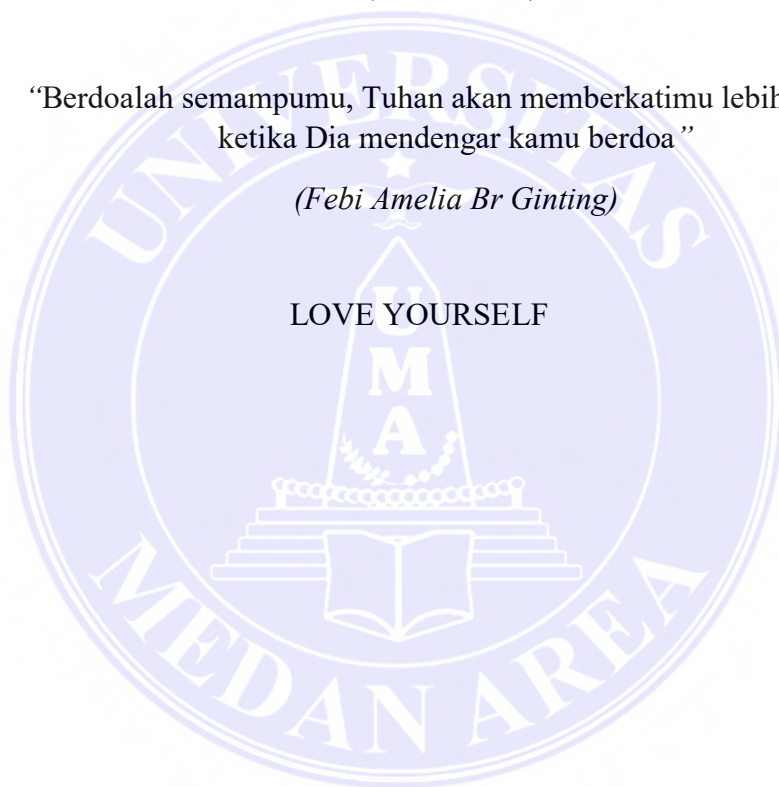 “Berdoalah semampumu, Tuhan akan memberkatimu lebih
ketika Dia mendengar kamu berdoa”
(Febi Amelia Br Ginting)
LOVE YOURSELF
UNIVERSITAS
UMA
MEDAN AREA